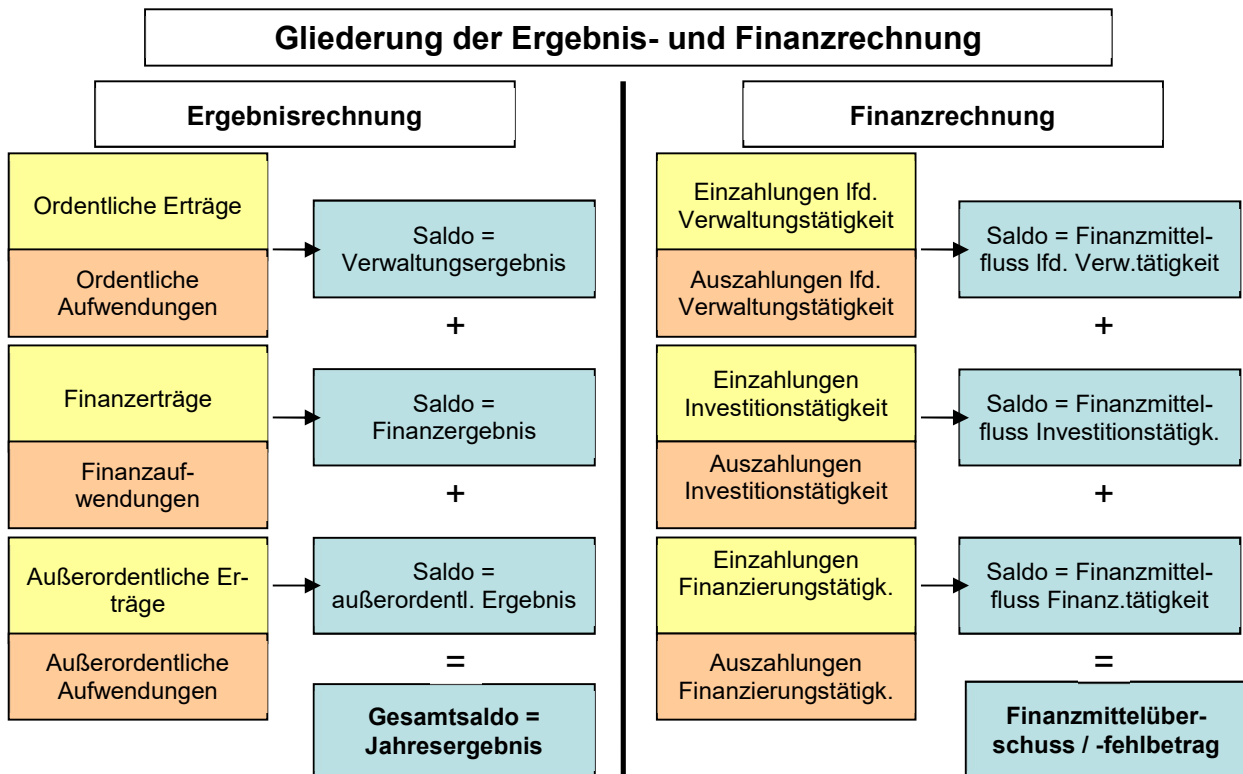 Gliederung der Ergebnis- und Finanzrechnung
Ergebnisrechnung
Ordentliche Erträge
Ordentliche
Aufwendungen
Saldo =
Verwaltungsergebnis
+
Finanzerträge
Finanzauf-
wendungen
Saldo =
Finanzergebnis
+
Außerordentliche Er-
träge
Außerordentliche
Aufwendungen
Saldo =
außerordentl. Ergebnis
=
Gesamtsaldo =
Jahresergebnis
Finanzrechnung
Einzahlungen lfd.
Verwaltungstätigkeit
Auszahlungen lfd.
Verwaltungstätigkeit
Saldo = Finanzmittel-
fluss lfd. Verw.tätigkeit
+
Einzahlungen
Investitionstätigkeit
Auszahlungen
Investitionstätigkeit
Saldo = Finanzmittel-
fluss Investitionstätigk.
+
Einzahlungen
Finanzierungstätigk.
Auszahlungen
Finanzierungstätigk.
Saldo = Finanzmittel-
fluss Finanz.tätigkeit
=
Finanzmittelüber-
schuss / -fehlbetrag